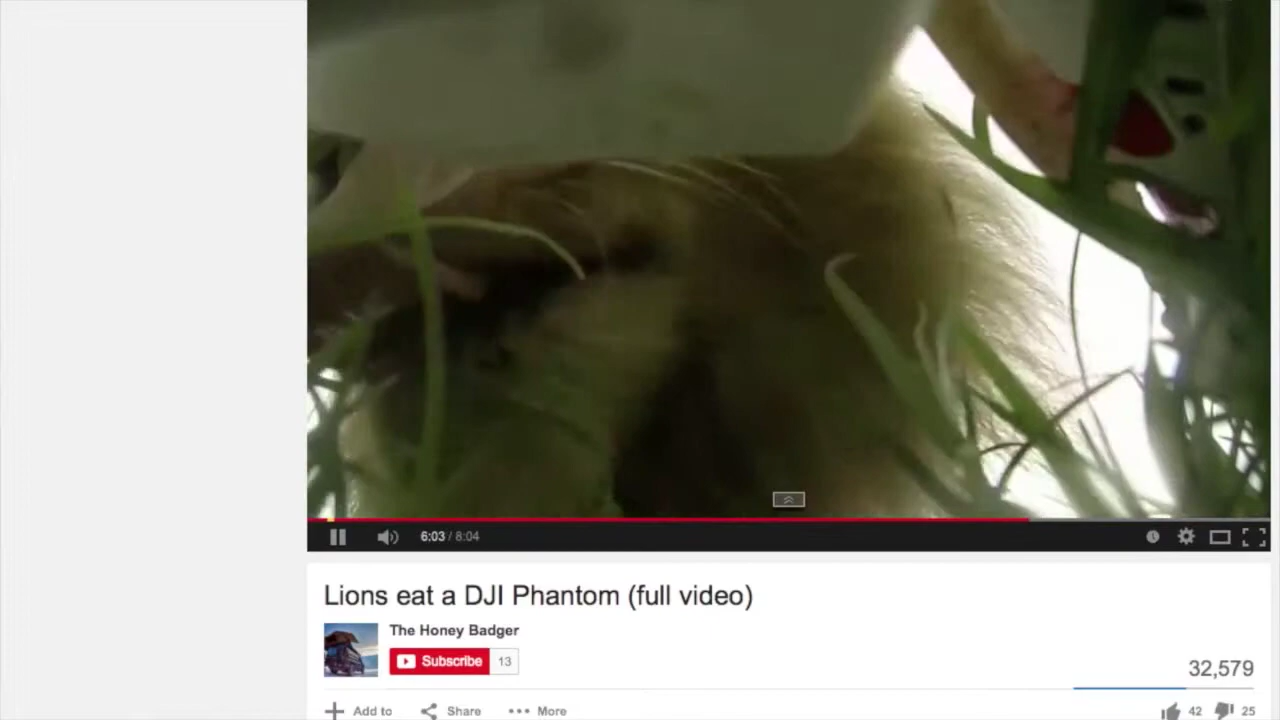 6:03 / 8:04
Lions eat a DJI Phantom (full video)
The Honey Badger
Subscribe 13
32,579
Add to Share More 42 25